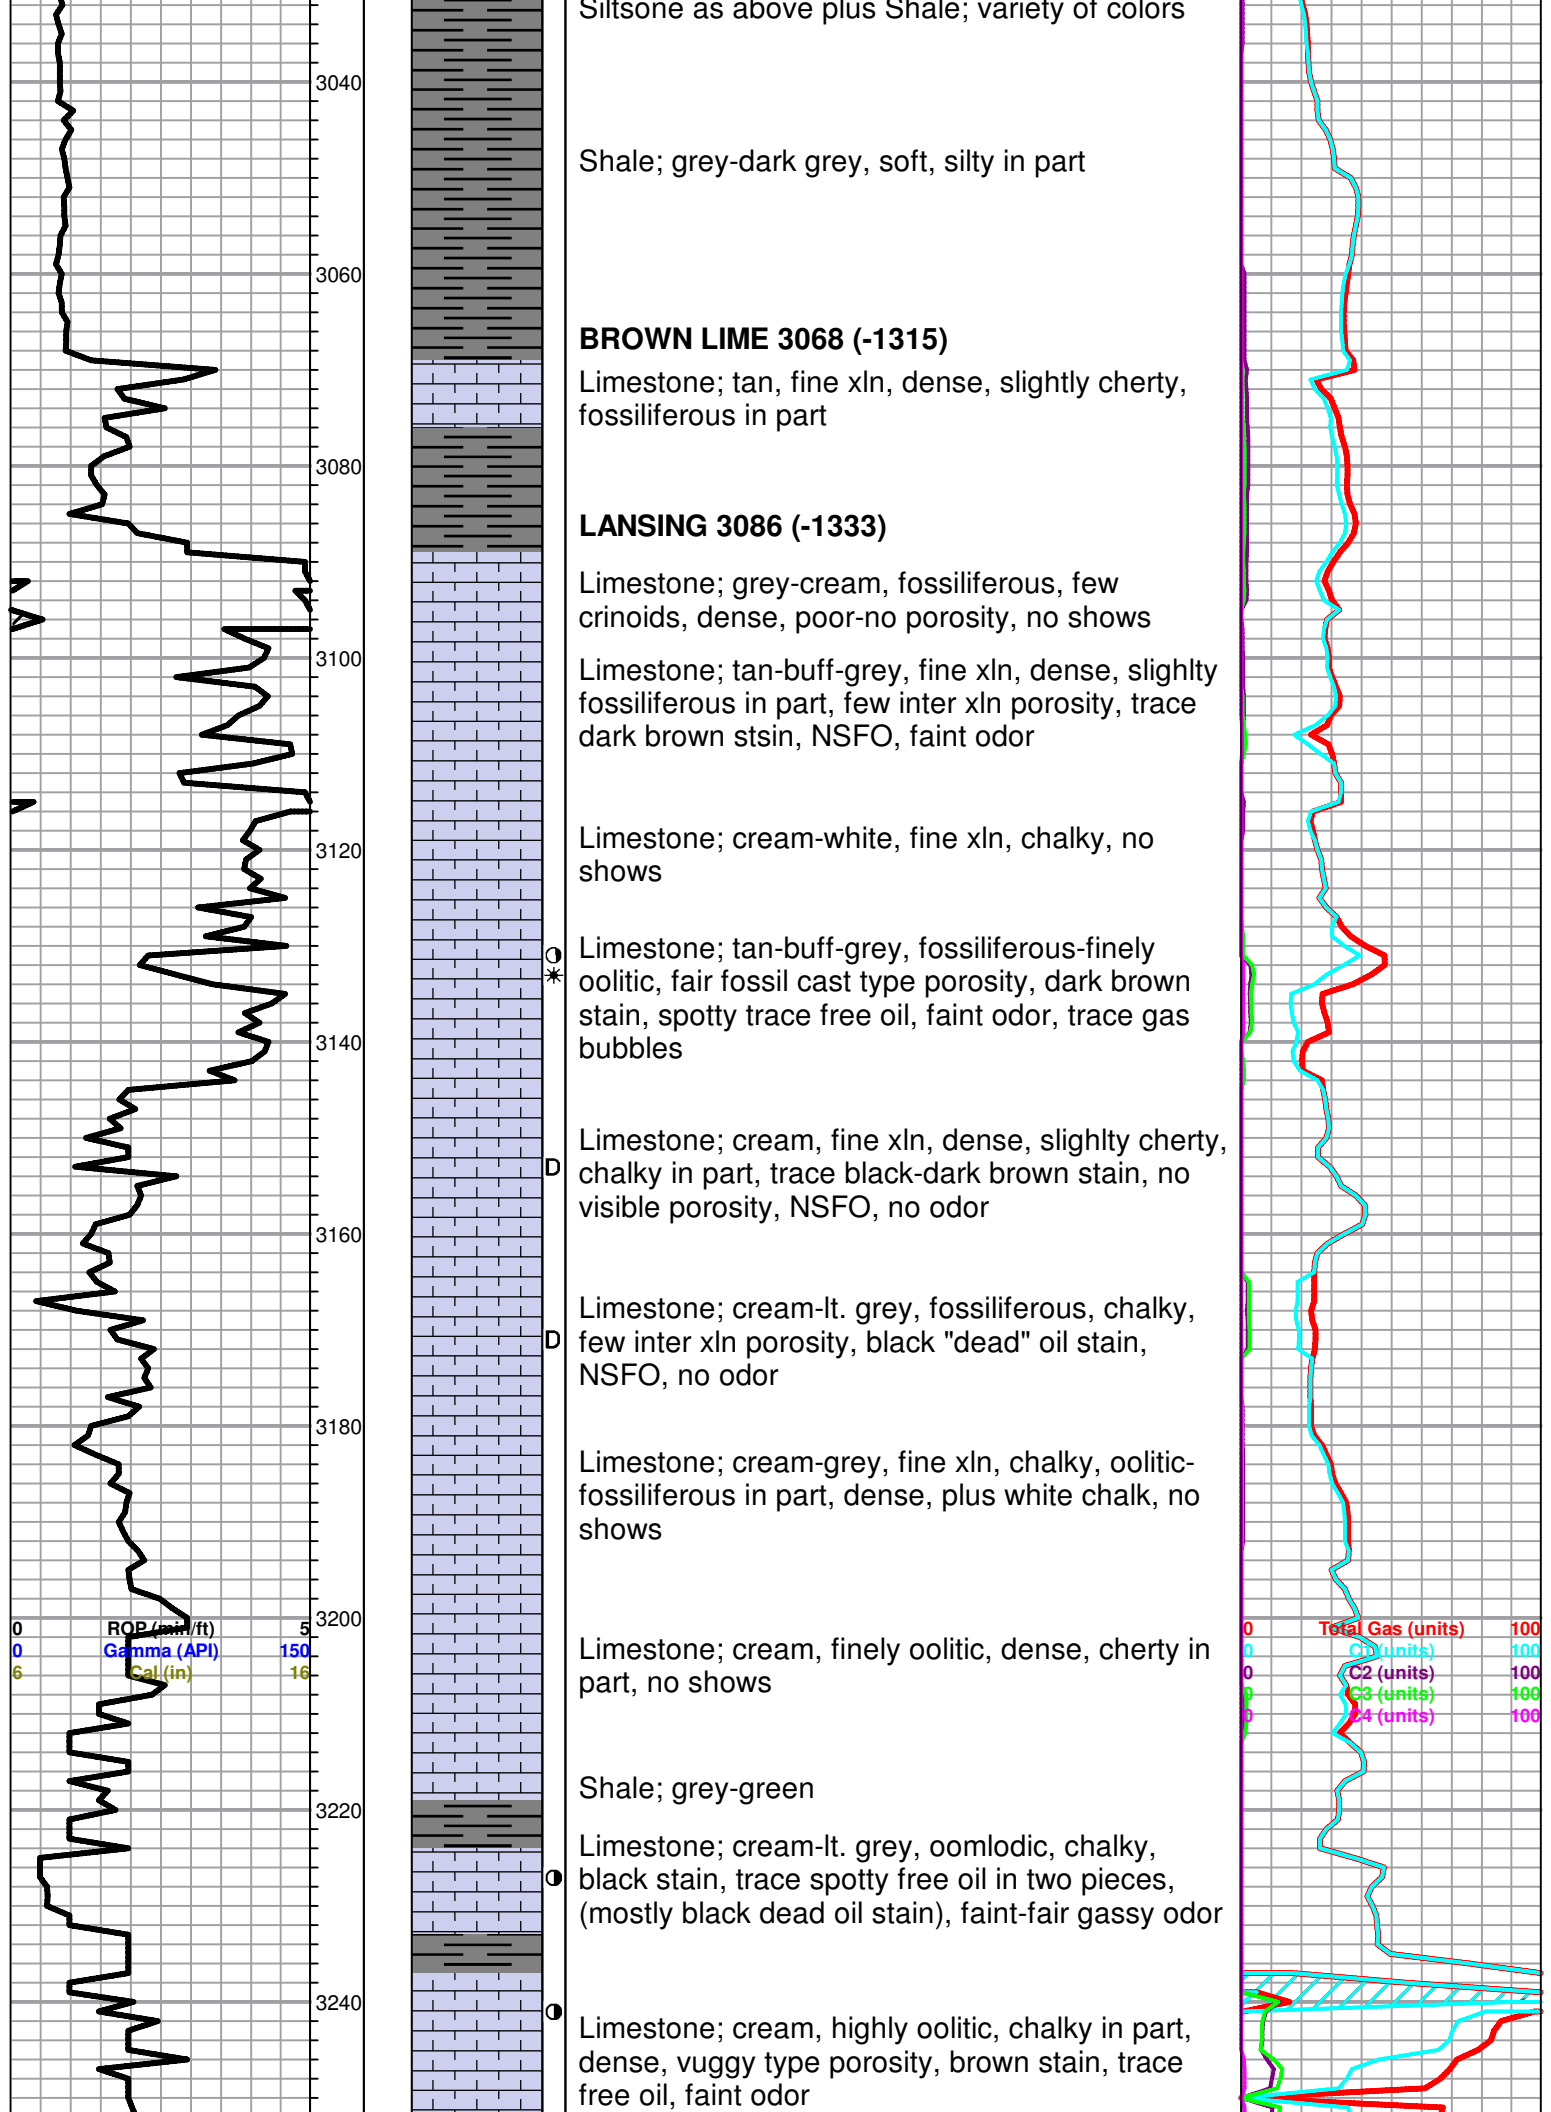 Siltsone as above plus Shale; variety of colors
3040
Shale; grey-dark grey, soft, silty in part
3060
BROWN LIME 3068 (-1315)
Limestone; tan, fine xln, dense, slightly cherty,
fossiliferous in part
3080
LANSING 3086 (-1333)
Limestone; grey-cream, fossiliferous, few
crinoids, dense, poor-no porosity, no shows
3100
Limestone; tan-buff-grey, fine xln, dense, slighlty
fossiliferous in part, few inter xln porosity, trace
dark brown stsin, NSFO, faint odor
Limestone; cream-white, fine xln, chalky, no
shows
3120
Limestone; tan-buff-grey, fossiliferous-finely
oolitic, fair fossil cast type porosity, dark brown
stain, spotty trace free oil, faint odor, trace gas
bubbles
3140
Limestone; cream, fine xln, dense, slighlty cherty,
D
chalky in part, trace black-dark brown stain, no
visible porosity, NSFO, no odor
3160
Limestone; cream-lt. grey, fossiliferous, chalky,
D
few inter xln porosity, black "dead" oil stain,
NSFO, no odor
3180
Limestone; cream-grey, fine xln, chalky, oolitic-
fossiliferous in part, dense, plus white chalk, no
shows
3200
0 ROP (min/ft) 5
0 Gamma (API) 150
6 Cal (in) 16
Limestone; cream, finely oolitic, dense, cherty in
part, no shows
0 Total Gas (units) 100
0 C1 (units) 100
0 C2 (units) 100
0 C3 (units) 100
0 C4 (units) 100
Shale; grey-green
3220
Limestone; cream-lt. grey, oomlodic, chalky,
black stain, trace spotty free oil in two pieces,
(mostly black dead oil stain), faint-fair gassy odor
3240
Limestone; cream, highly oolitic, chalky in part,
dense, vuggy type porosity, brown stain, trace
free oil, faint odor